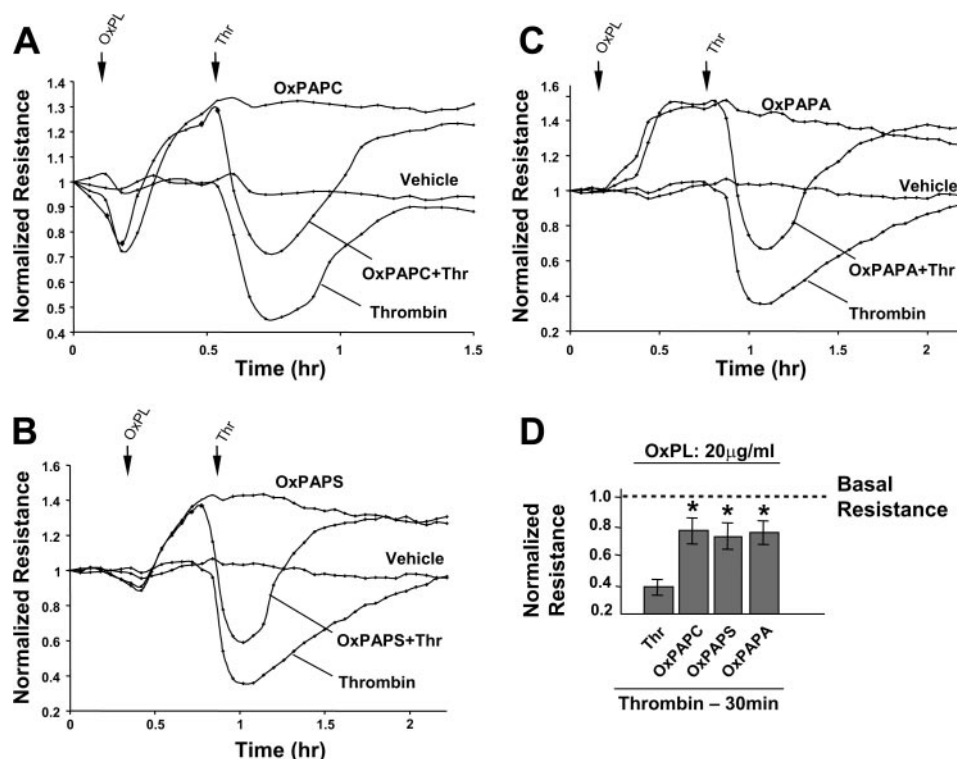 A
OxPL
Thr
Normalized Resistance
1.4
1.3
1.2
1.1
1
0.9
0.8
0.7
0.6
0.5
0.4
OxPAPC
Vehicle
OxPAPC+Thr
Thrombin
0
0.5
1
1.5
Time (hr)
C
OxPL
Thr
Normalized Resistance
1.6
1.4
1.2
1.0
0.8
0.6
0.4
0.2
OxPAPA
Vehicle
OxPAPA+Thr
Thrombin
0
0.5
1
1.5
2
Time (hr)
B
OxPL
Thr
Normalized Resistance
1.6
1.4
1.2
1
0.8
0.6
0.4
0.2
OxPAPS
Vehicle
OxPAPS+Thr
Thrombin
0
0.5
1
1.5
2
Time (hr)
D
OxPL: 20μg/ml
Basal
Resistance
Normalized
Resistance
1.0
0.8
0.6
0.4
0.2
* * *
Thr
OxPAPC
OxPAPS
OxPAPA
Thrombin – 30min